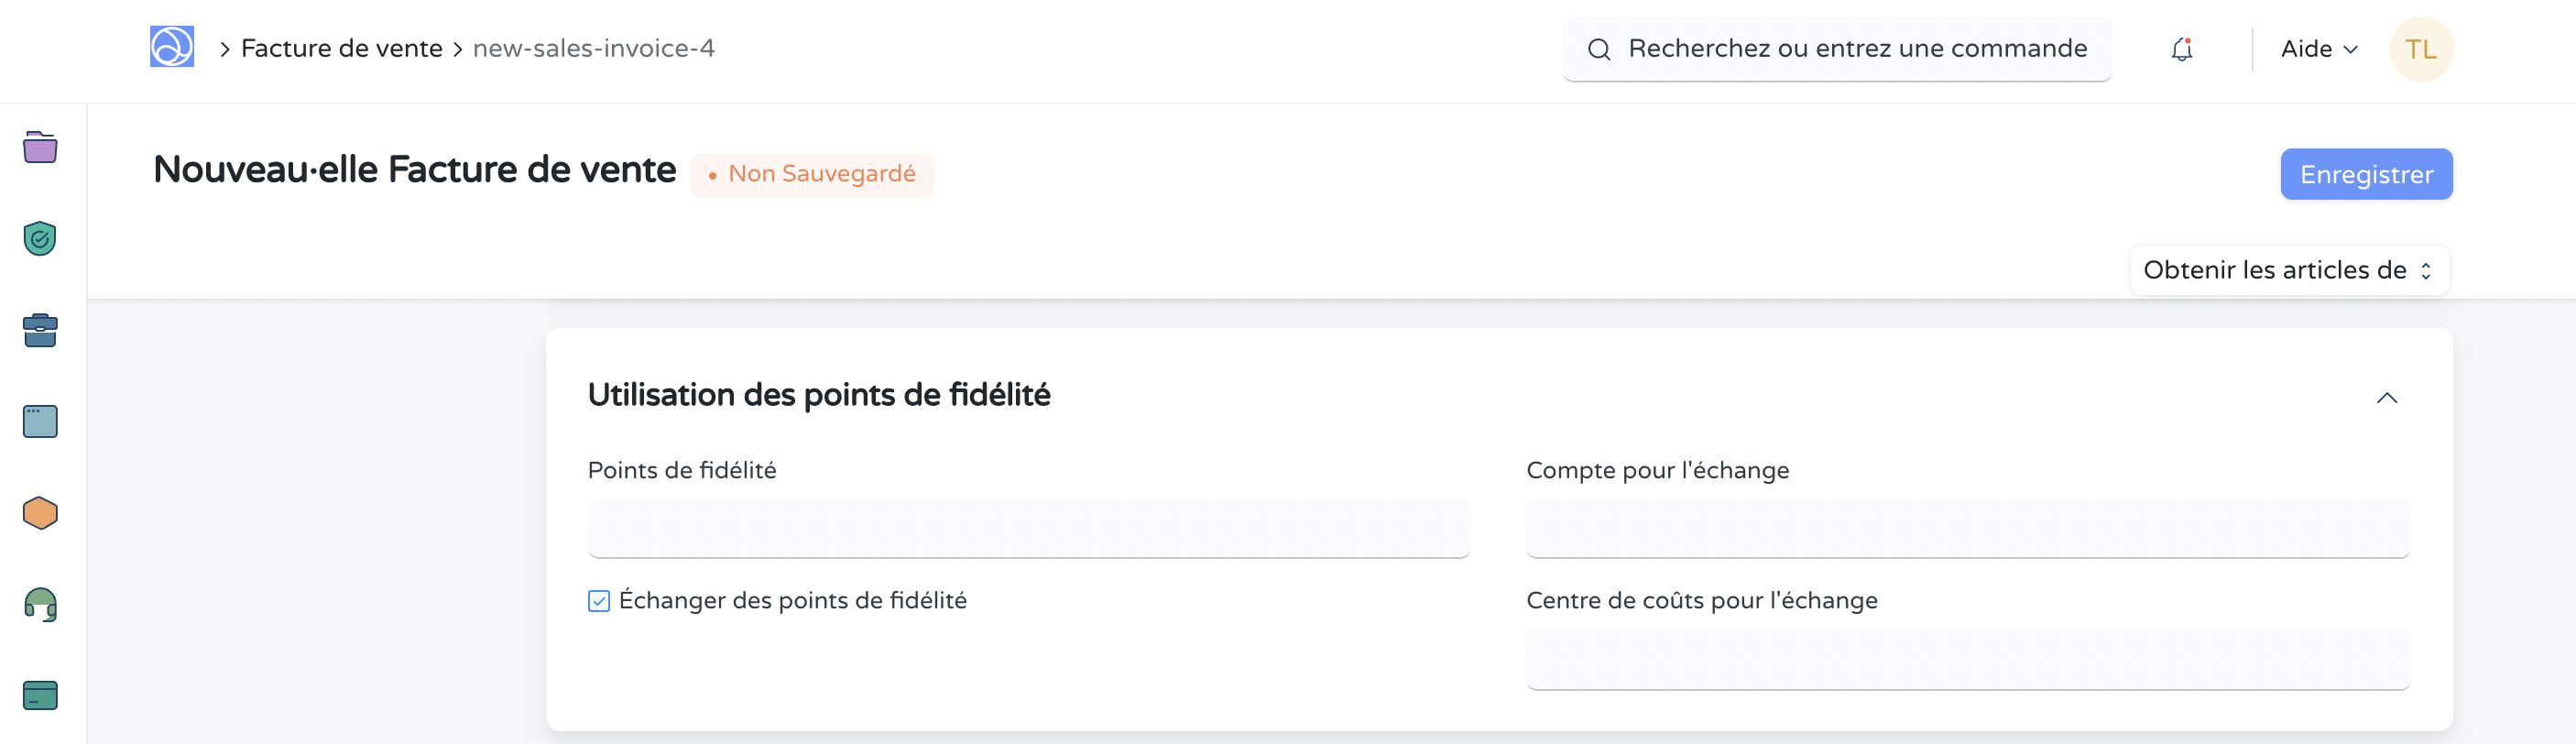 Facture de vente > new-sales-invoice-4
Recherchez ou entrez une commande
Aide
TL
Nouveau·elle Facture de vente
Non Sauvegardé
Enregistrer
Obtenir les articles de
Utilisation des points de fidélité
Points de fidélité
Compte pour l'échange
Échanger des points de fidélité
Centre de coûts pour l'échange